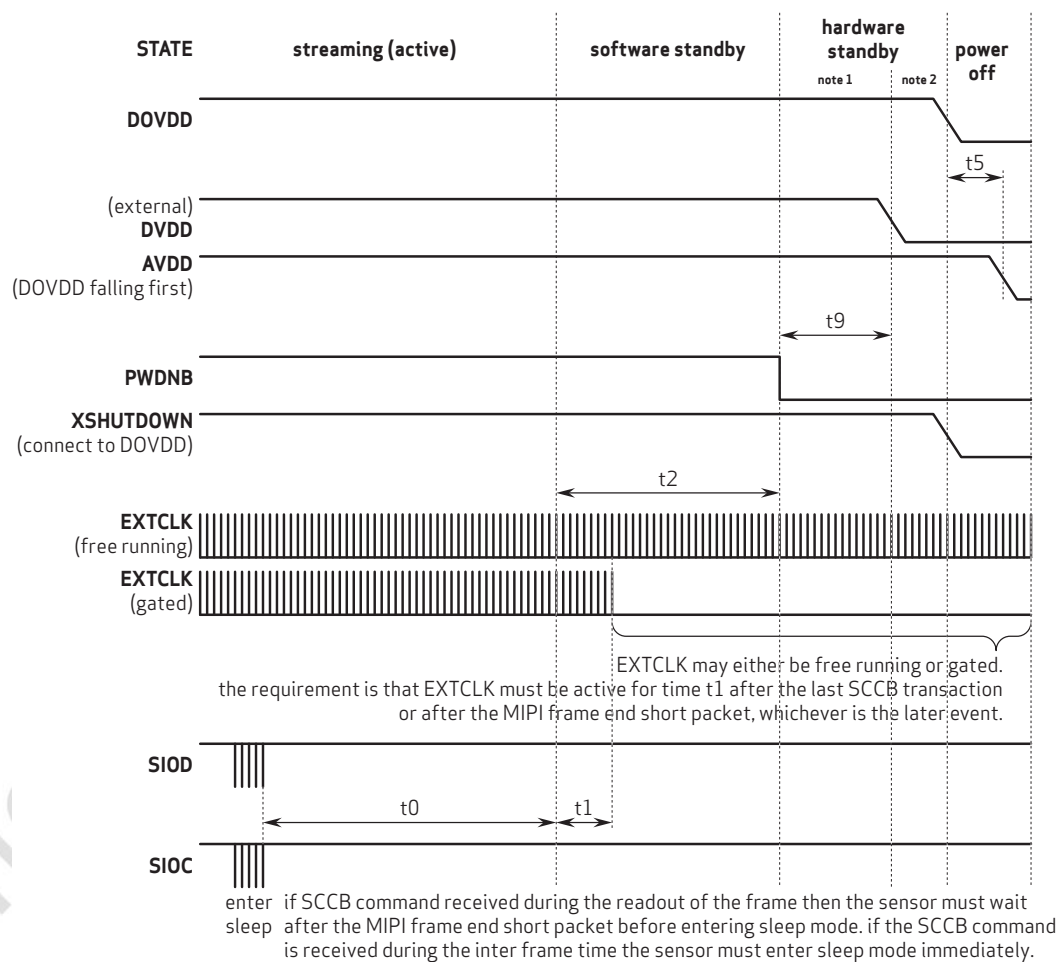 STATE
streaming (active)
software standby
hardware
standby
note 1
note 2
power
off
DOVDD
t5
(external)
DVDD
AVDD
(DOVDD falling first)
t9
PWDNB
XSHUTDOWN
(connect to DOVDD)
t2
EXTCLK
(free running)
EXTCLK
(gated)
EXTCLK may either be free running or gated.
the requirement is that EXTCLK must be active for time t1 after the last SCCB transaction
or after the MIPI frame end short packet, whichever is the later event.
SIOD
t0
t1
SIOC
enter
sleep
if SCCB command received during the readout of the frame then the sensor must wait
after the MIPI frame end short packet before entering sleep mode. if the SCCB command
is received during the inter frame time the sensor must enter sleep mode immediately.